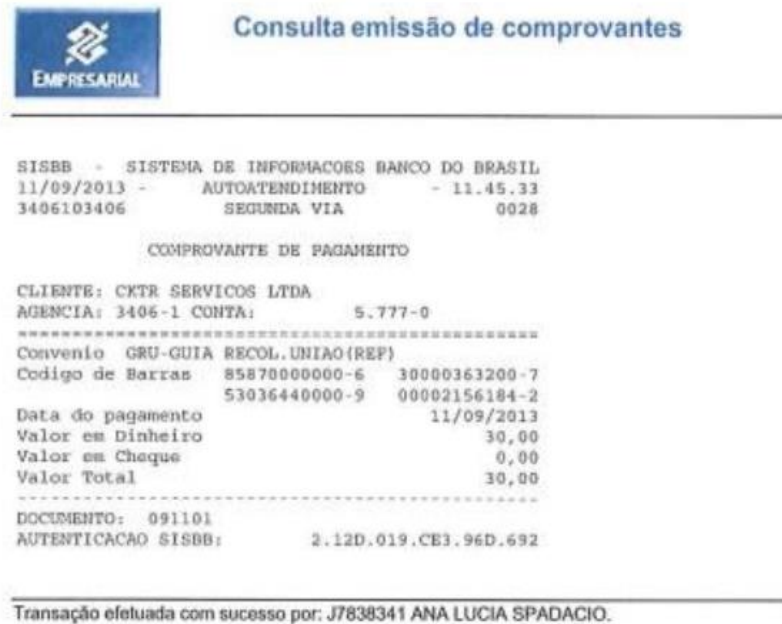 Consulta emissão de comprovantes
EMPRESARIAL
SISBB - SISTEMA DE INFORMACOES BANCO DO BRASIL
11/09/2013 - AUTOATENDIMENTO - 11.45.33
3406103406 SEGUNDA VIA 0028
COMPROVANTE DE PAGAMENTO
CLIENTE: CKTR SERVICOS LTDA
AGENCIA: 3406-1 CONTA: 5.777-0
================================================
Convenio GRU-GUIA RECOL.UNIAO(REF)
Codigo de Barras 85870000000-6 30000363200-7
53036440000-9 00002156184-2
Data do pagamento 11/09/2013
Valor em Dinheiro 30,00
Valor em Cheque 0,00
Valor Total 30,00
------------------------------------------------
DOCUMENTO: 091101
AUTENTICACAO SISBB: 2.12D.019.CE3.96D.692
Transação efetuada com sucesso por: J7838341 ANA LUCIA SPADACIO.